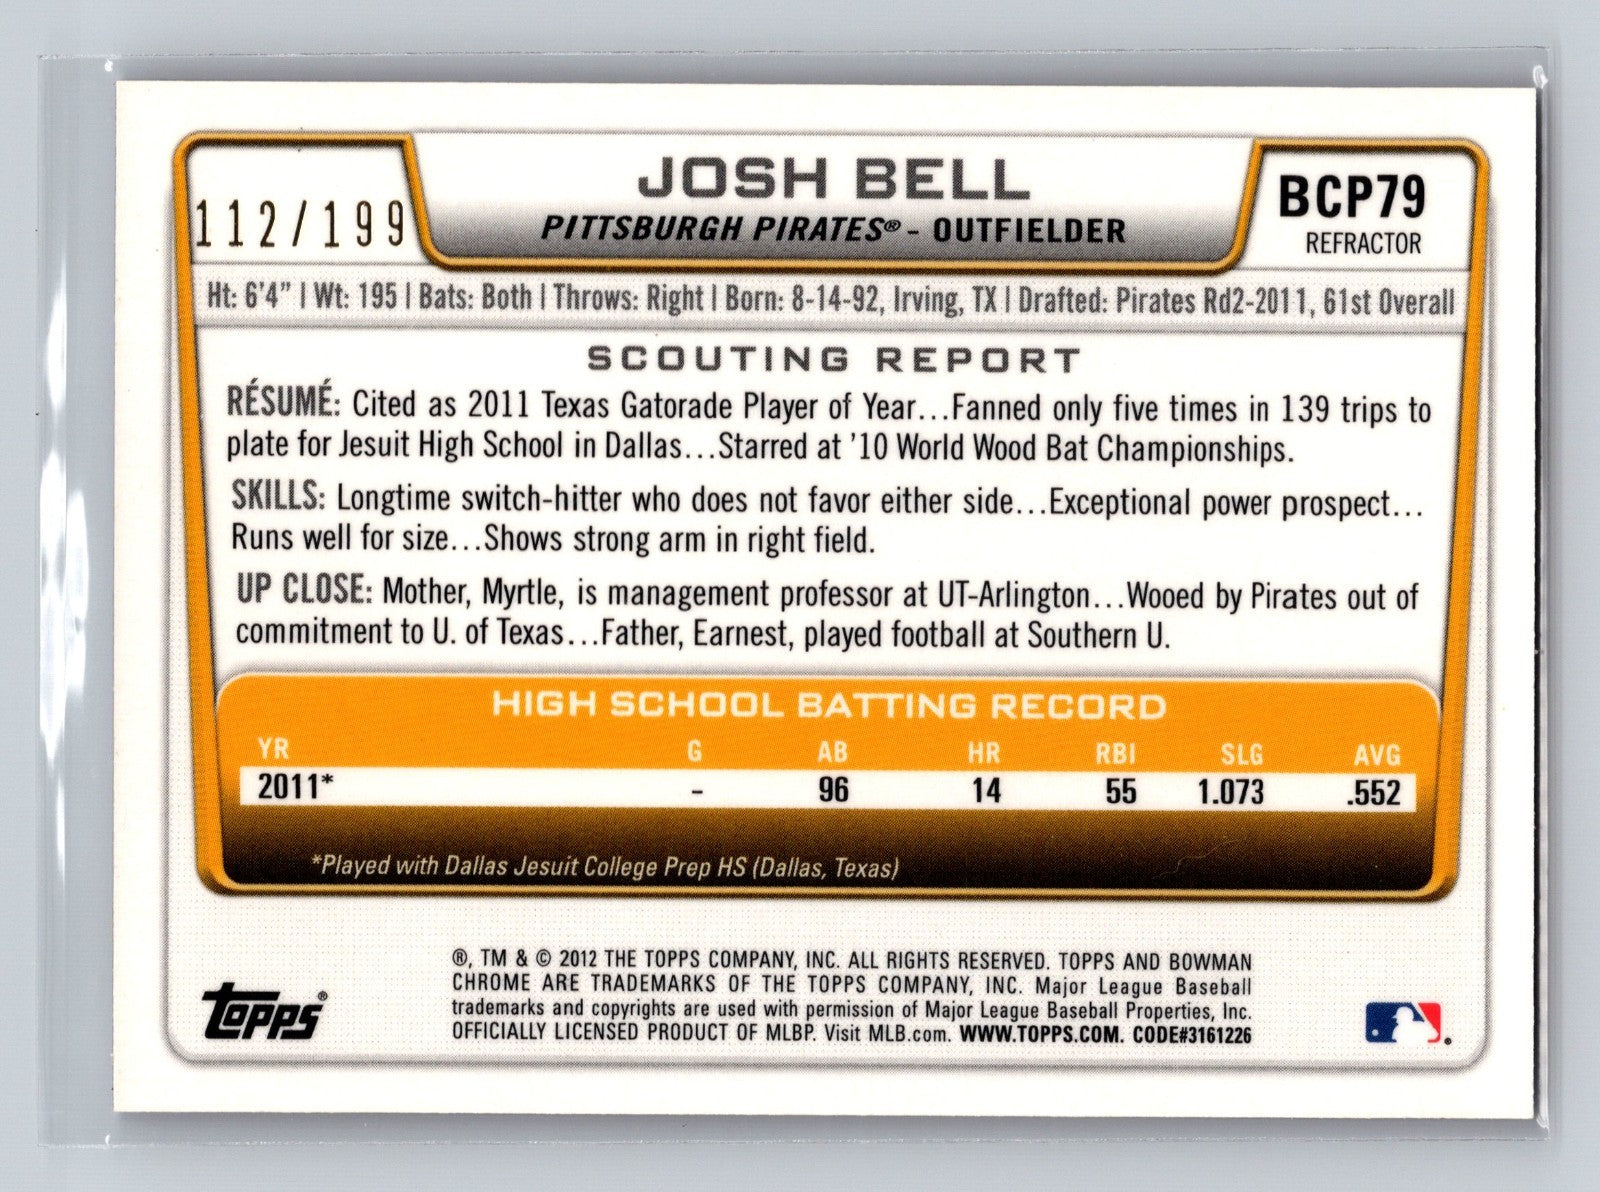 112/199
JOSH BELL
PITTSBURGH PIRATES® - OUTFIELDER
BCP79
REFRACTOR
Ht: 6'4" | Wt: 195 | Bats: Both | Throws: Right | Born: 8-14-92, Irving, TX | Drafted: Pirates Rd2-2011, 61st Overall
SCOUTING REPORT
RÉSUMÉ: Cited as 2011 Texas Gatorade Player of Year...Fanned only five times in 139 trips to
plate for Jesuit High School in Dallas...Starred at '10 World Wood Bat Championships.
SKILLS: Longtime switch-hitter who does not favor either side...Exceptional power prospect...
Runs well for size...Shows strong arm in right field.
UP CLOSE: Mother, Myrtle, is management professor at UT-Arlington...Wooed by Pirates out of
commitment to U. of Texas...Father, Earnest, played football at Southern U.
HIGH SCHOOL BATTING RECORD
YR G AB HR RBI SLG AVG
2011* - 96 14 55 1.073 .552
*Played with Dallas Jesuit College Prep HS (Dallas, Texas)
topps®
®, TM & © 2012 THE TOPPS COMPANY, INC. ALL RIGHTS RESERVED. TOPPS AND BOWMAN
CHROME ARE TRADEMARKS OF THE TOPPS COMPANY, INC. Major League Baseball
trademarks and copyrights are used with permission of Major League Baseball Properties, Inc.
OFFICIALLY LICENSED PRODUCT OF MLBP. Visit MLB.com. WWW.TOPPS.COM. CODE#3161226